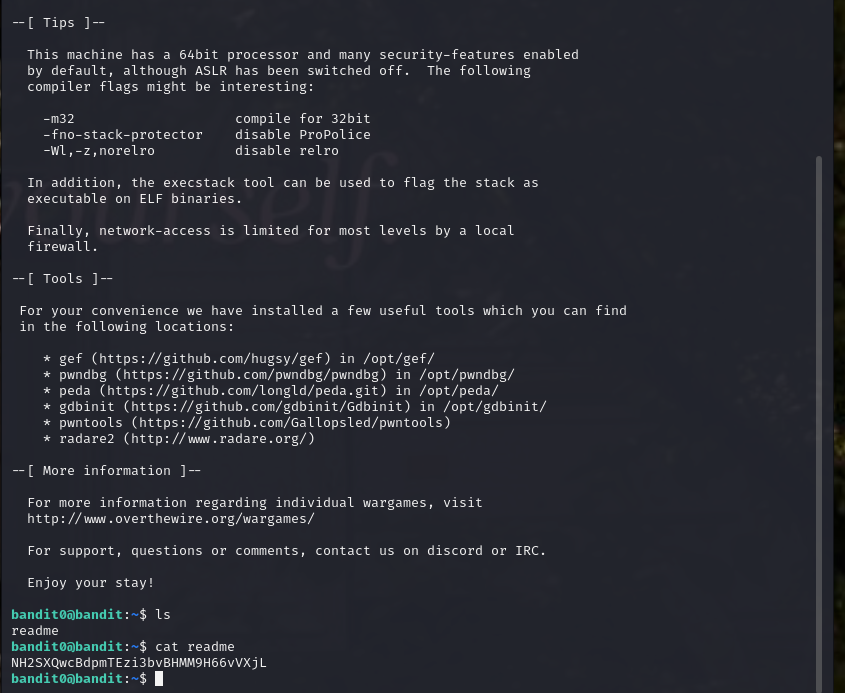 --[ Tips ]--
This machine has a 64bit processor and many security-features enabled
by default, although ASLR has been switched off.  The following
compiler flags might be interesting:
-m32                    compile for 32bit
-fno-stack-protector    disable ProPolice
-Wl,-z,norelro          disable relro
In addition, the execstack tool can be used to flag the stack as
executable on ELF binaries.
Finally, network-access is limited for most levels by a local
firewall.
--[ Tools ]--
For your convenience we have installed a few useful tools which you can find
in the following locations:
* gef (https://github.com/hugsy/gef) in /opt/gef/
* pwndbg (https://github.com/pwndbg/pwndbg) in /opt/pwndbg/
* peda (https://github.com/longld/peda.git) in /opt/peda/
* gdbinit (https://github.com/gdbinit/Gdbinit) in /opt/gdbinit/
* pwntools (https://github.com/Gallopsled/pwntools)
* radare2 (http://www.radare.org/)
--[ More information ]--
For more information regarding individual wargames, visit
http://www.overthewire.org/wargames/
For support, questions or comments, contact us on discord or IRC.
Enjoy your stay!
bandit0@bandit:~$ ls
readme
bandit0@bandit:~$ cat readme
NH2SXQwcBdpmTEzi3bvBHMM9H66vVXjL
bandit0@bandit:~$